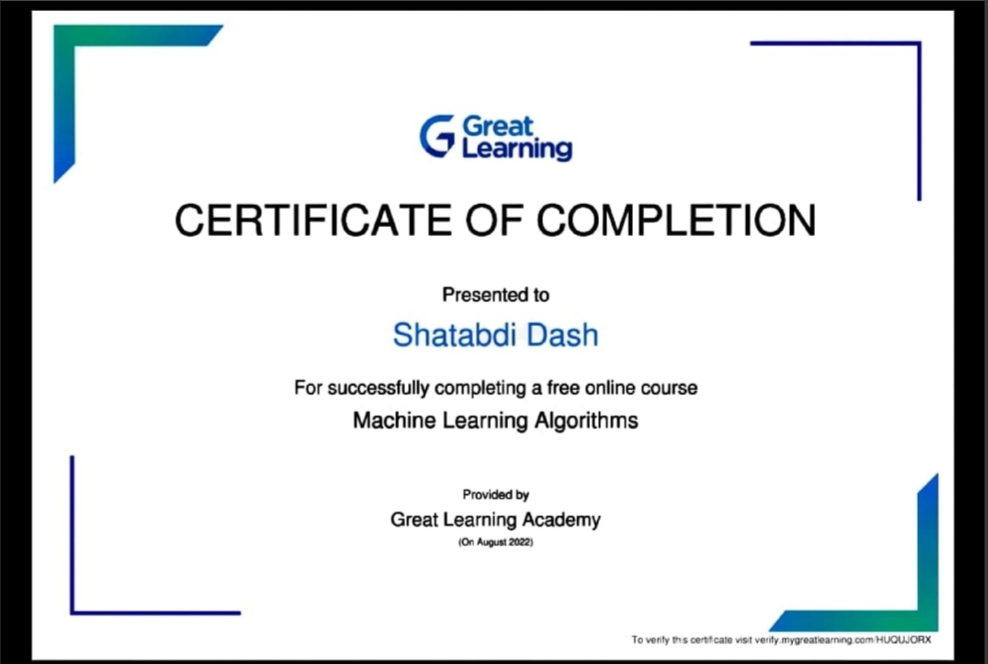 Great
Learning
CERTIFICATE OF COMPLETION
Presented to
Shatabdi Dash
For successfully completing a free online course
Machine Learning Algorithms
Provided by
Great Learning Academy
(On August 2022)
To verify this certificate visit verify.mygreatlearning.com/HUQUJORX